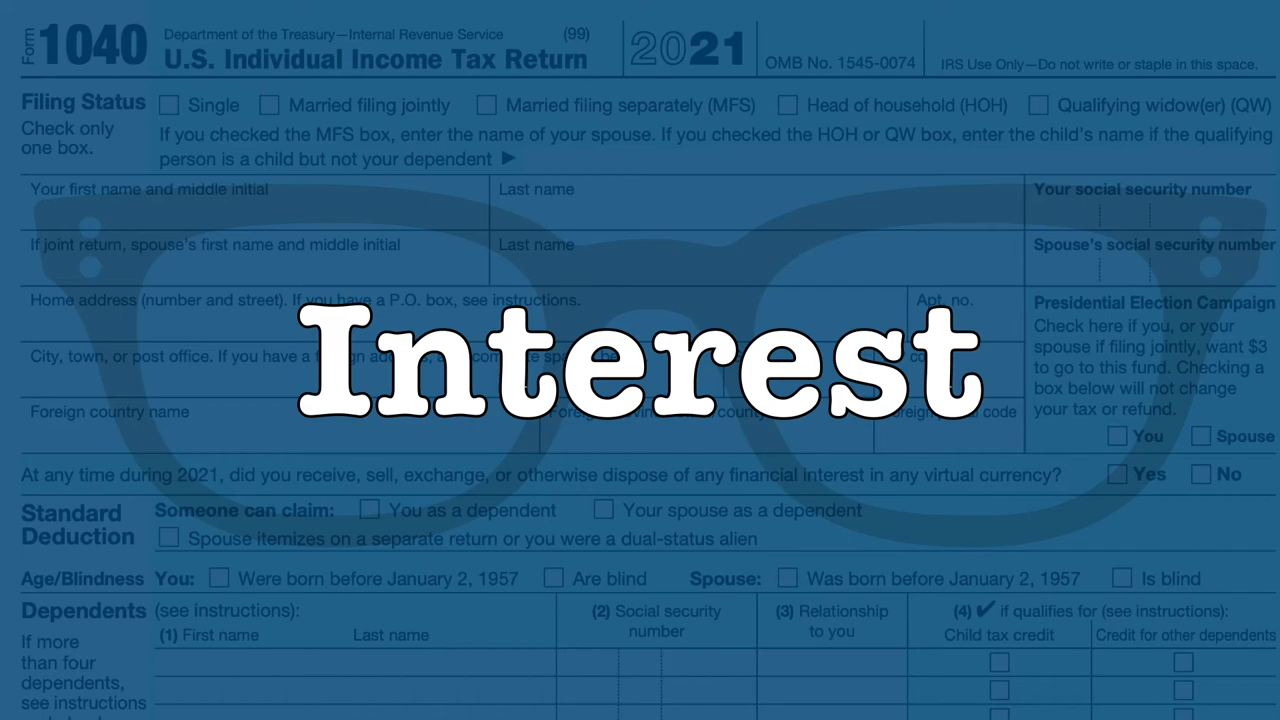 Form 1040 Department of the Treasury—Internal Revenue Service (99)
U.S. Individual Income Tax Return 2021 OMB No. 1545-0074 IRS Use Only—Do not write or staple in this space.
Filing Status Single Married filing jointly Married filing separately (MFS) Head of household (HOH) Qualifying widow(er) (QW)
Check only
one box.
If you checked the MFS box, enter the name of your spouse. If you checked the HOH or QW box, enter the child's name if the qualifying
person is a child but not your dependent ▶
Your first name and middle initial Last name Your social security number
If joint return, spouse's first name and middle initial Last name Spouse's social security number
Home address (number and street). If you have a P.O. box, see instructions. Apt. no.
Presidential Election Campaign
Check here if you, or your
spouse if filing jointly, want $3
to go to this fund. Checking a
box below will not change
your tax or refund.
You Spouse
Interest
City, town, or post office. If you have a
Foreign country name code
At any time during 2021, did you receive, sell, exchange, or otherwise dispose of any financial interest in any virtual currency? Yes No
Standard
Deduction
Someone can claim: You as a dependent Your spouse as a dependent
Spouse itemizes on a separate return or you were a dual-status alien
Age/Blindness You: Were born before January 2, 1957 Are blind Spouse: Was born before January 2, 1957 Is blind
Dependents (see instructions):
If more
than four
dependents,
see instructions
(1) First name Last name
(2) Social security
number
(3) Relationship
to you
(4) ✔ if qualifies for (see instructions):
Child tax credit Credit for other dependents